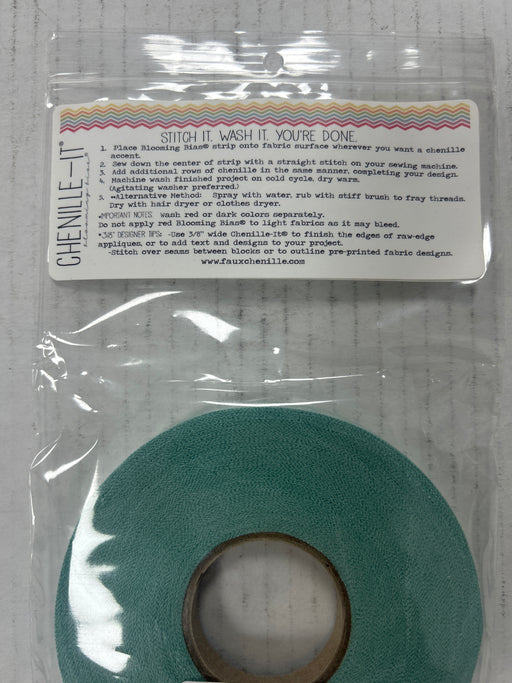 CHENILLE-IT®
blooming bias®
STITCH IT. WASH IT. YOU'RE DONE.
1. Place Blooming Bias® strip onto fabric surface wherever you want a chenille
accent.
2. Sew down the center of strip with a straight stitch on your sewing machine.
3. Add additional rows of chenille in the same manner, completing your design.
4. Machine wash finished project on cold cycle, dry warm.
(Agitating washer preferred.)
5. Alternative Method: Spray with water, rub with stiff brush to fray threads.
Dry with hair dryer or clothes dryer.
*IMPORTANT NOTES: wash red or dark colors separately.
Do not apply red Blooming Bias® to light fabrics as it may bleed.
*3/8" DESIGNER TIPS: -Use 3/8" wide Chenille-It® to finish the edges of raw-edge
appliques, or to add text and designs to your project.
-Stitch over seams between blocks or to outline pre-printed fabric designs.
www.fauxchenille.com